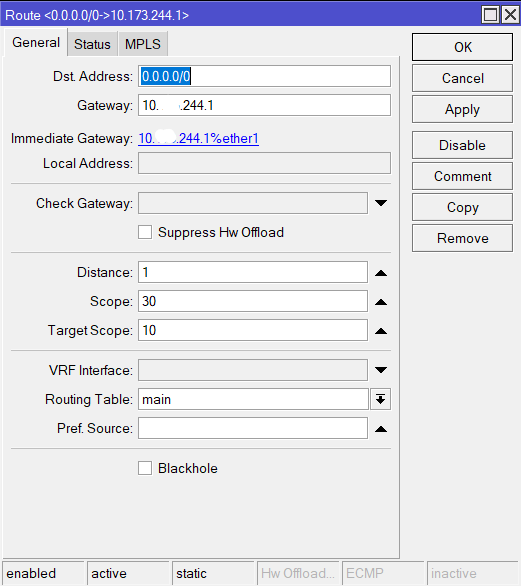 Route <0.0.0.0/0->10.173.244.1>
General Status MPLS
Dst. Address: 0.0.0.0/0
Gateway: 10. .244.1
Immediate Gateway: 10. .244.1%ether1
Local Address:
Check Gateway:
Suppress Hw Offload
Distance: 1
Scope: 30
Target Scope: 10
VRF Interface:
Routing Table: main
Pref. Source:
Blackhole
OK
Cancel
Apply
Disable
Comment
Copy
Remove
enabled active static Hw Offload... ECMP inactive